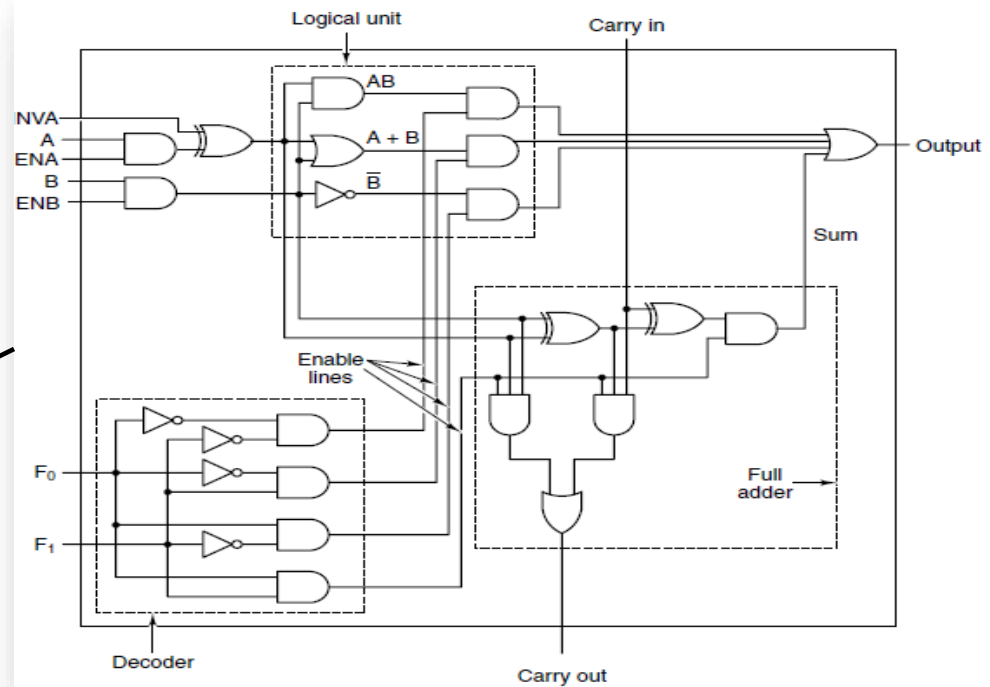 Logical unit
Carry in
AB
NVA
A
A + B
ENA
Output
B
B̅
ENB
Sum
Enable
lines
F₀
Full
adder
F₁
Decoder
Carry out